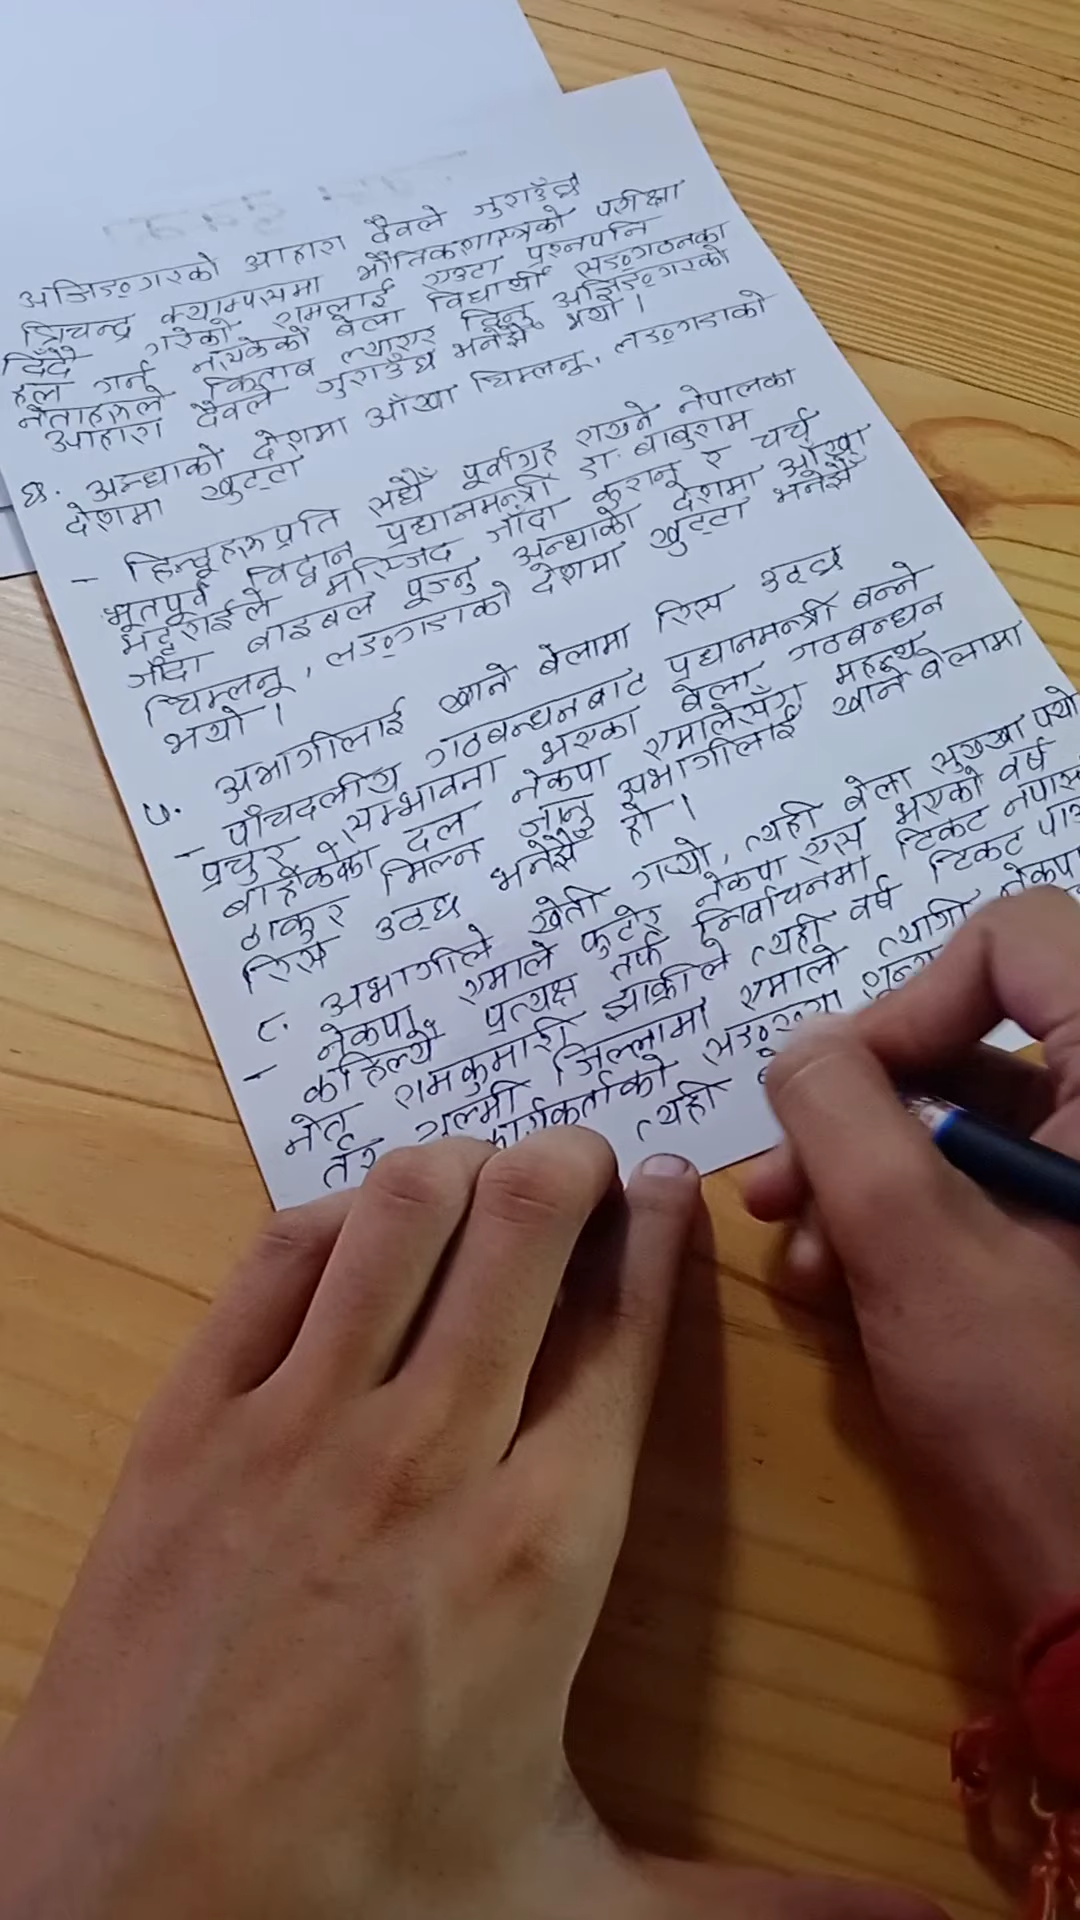 अजिङ्गरको आहारा दैवले जुराउँछ
त्रिचन्द्र क्याम्पसमा भौतिकशास्त्रको परीक्षा
दिँदै गरेको रामलाई एउटा प्रश्नपनि
हल गर्न नसकेको बेला विद्यार्थी सङ्गठनका
नेताहरुले किताब ल्याएर दिनु अजिङ्गरको
आहारा दैवले जुराउँछ भनेझैँ भयो ।
६. अन्धाको देशमा आँखा चिम्लनू, लङ्गडाको
देशमा खुट्टा
- हिन्दूहरुप्रति सधैँ पूर्वाग्रह राख्ने नेपालका
भूतपूर्व विद्वान प्रधानमन्त्री डा. बाबुराम
भट्टराईले मस्जिद जाँदा कुरान र चर्च
जाँदा बाइबल पूज्नु अन्धाको देशमा आँखा
चिम्लनू, लङ्गडाको देशमा खुट्टा भनेझैँ
भयो ।
७. अभागीलाई खाने बेलामा रिस उठ्छ
- पाँचदलीय गठबन्धनबाट प्रधानमन्त्री बन्ने
प्रचुर सम्भावना भएका बेला गठबन्धन
बाहेकका दल नेकपा एमालेसँग महन्थ
ठाकुर मिल्न जानु अभागीलाई खाने बेलामा
रिस उठ्छ भनेझैँ हो ।
८. अभागीले खेती गर्‍यो, त्यही बेला सुख्खा पर्‍यो
- नेकपा एमाले फुटेर नेकपा एस भएको वर्ष
कहिल्यै प्रत्यक्ष तर्फ निर्वाचनमा टिकट
नेतृ रामकुमारी झाक्रीले त्यही वर्ष टिकट
तर गुल्मी जिल्लामा एमाले त्यागी नेकपा
कार्यकर्ताको सङ्ख्या शून्य
त्यही